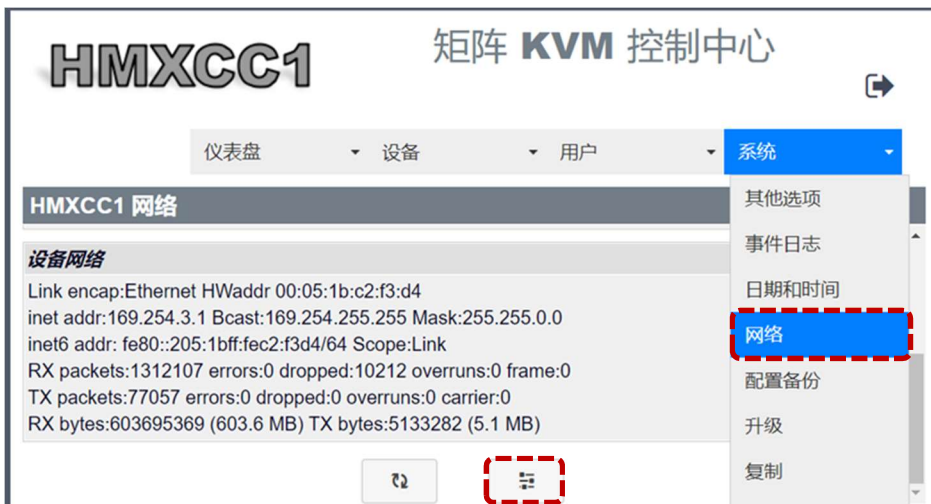 HMXCC1
矩阵 KVM 控制中心
仪表盘
设备
用户
系统
HMXCC1 网络
其他选项
事件日志
日期和时间
网络
配置备份
升级
复制
设备网络
Link encap:Ethernet HWaddr 00:05:1b:c2:f3:d4
inet addr:169.254.3.1 Bcast:169.254.255.255 Mask:255.255.0.0
inet6 addr: fe80::205:1bff:fec2:f3d4/64 Scope:Link
RX packets:1312107 errors:0 dropped:10212 overruns:0 frame:0
TX packets:77057 errors:0 dropped:0 overruns:0 carrier:0
RX bytes:603695369 (603.6 MB) TX bytes:5133282 (5.1 MB)